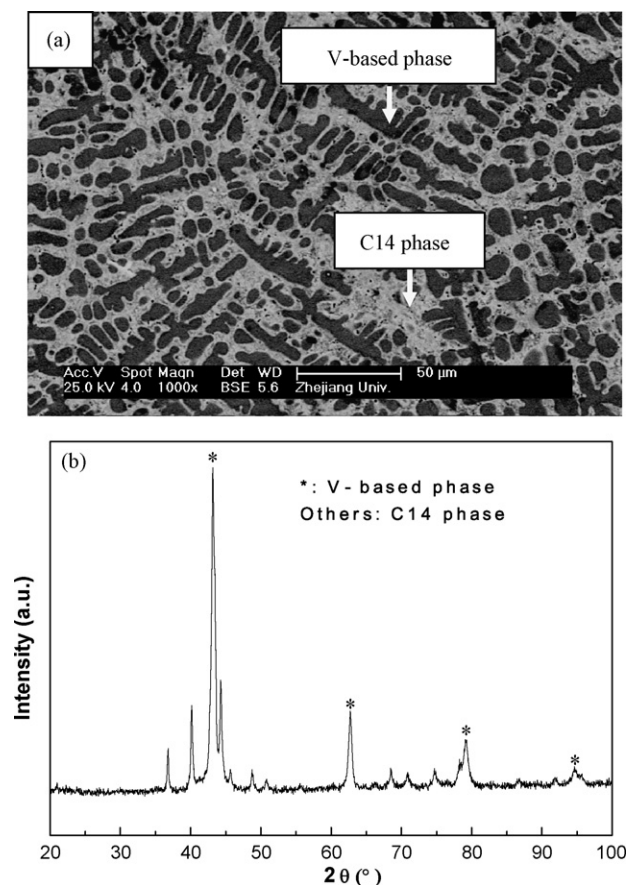 (a)
V-based phase
C14 phase
Acc.V Spot Magn Det WD 50 µm
25.0 kV 4.0 1000x BSE 5.6 Zhejiang Univ.
(b)
*
*: V-based phase
Others: C14 phase
*
*
*
Intensity (a.u.)
20 30 40 50 60 70 80 90 100
2 θ (°)